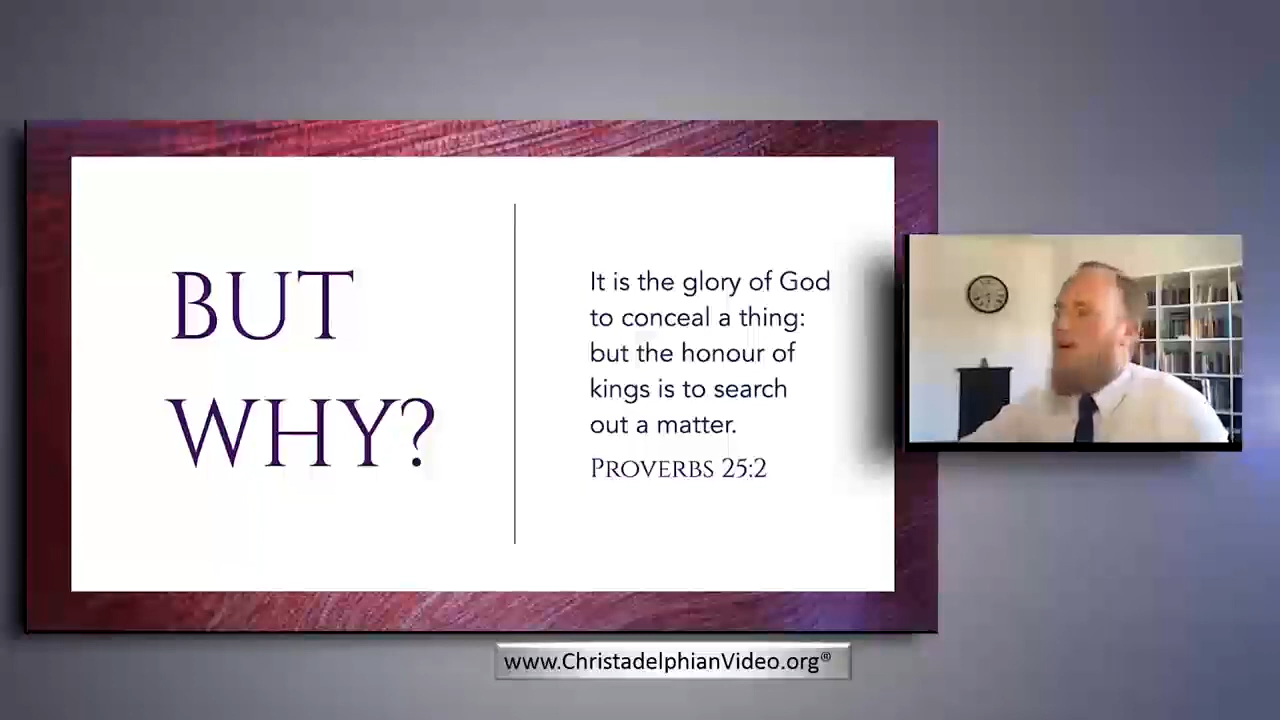 BUT
WHY?
It is the glory of God
to conceal a thing:
but the honour of
kings is to search
out a matter.
PROVERBS 25:2
www.ChristadelphianVideo.org®